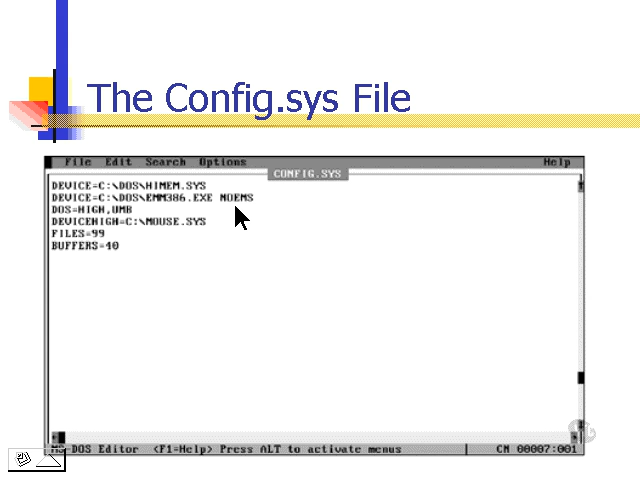 The Config.sys File
File Edit Search Options Help
CONFIG.SYS
DEVICE=C:\DOS\HIMEM.SYS
DEVICE=C:\DOS\EMM386.EXE NOEMS
DOS=HIGH,UMB
DEVICEHIGH=C:\MOUSE.SYS
FILES=99
BUFFERS=40
MS-DOS Editor <F1=Help> Press ALT to activate menus CN 00007:001